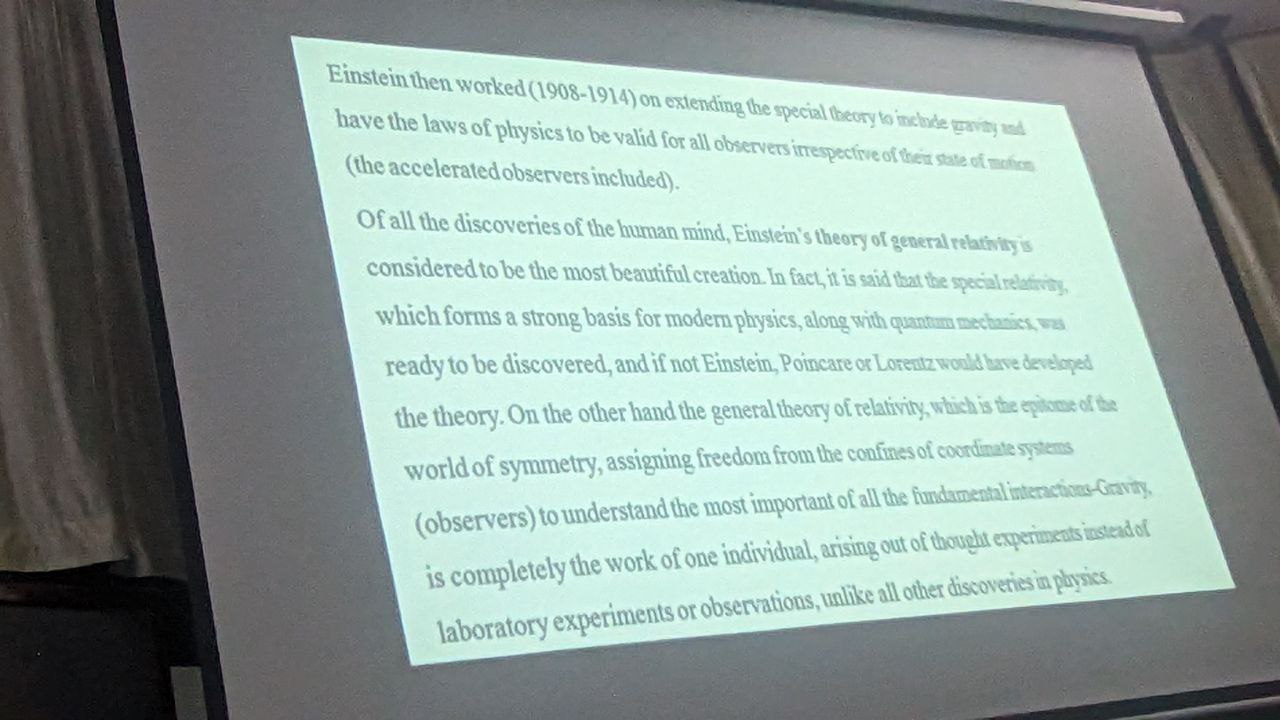 Einstein then worked (1908-1914) on extending the special theory to include gravity and
have the laws of physics to be valid for all observers irrespective of their state of motion
(the accelerated observers included).
Of all the discoveries of the human mind, Einstein's theory of general relativity is
considered to be the most beautiful creation. In fact, it is said that the special relativity,
which forms a strong basis for modern physics, along with quantum mechanics, was
ready to be discovered, and if not Einstein, Poincare or Lorentz would have developed
the theory. On the other hand the general theory of relativity, which is the epitome of the
world of symmetry, assigning freedom from the confines of coordinate systems
(observers) to understand the most important of all the fundamental interactions-Gravity,
is completely the work of one individual, arising out of thought experiments instead of
laboratory experiments or observations, unlike all other discoveries in physics.